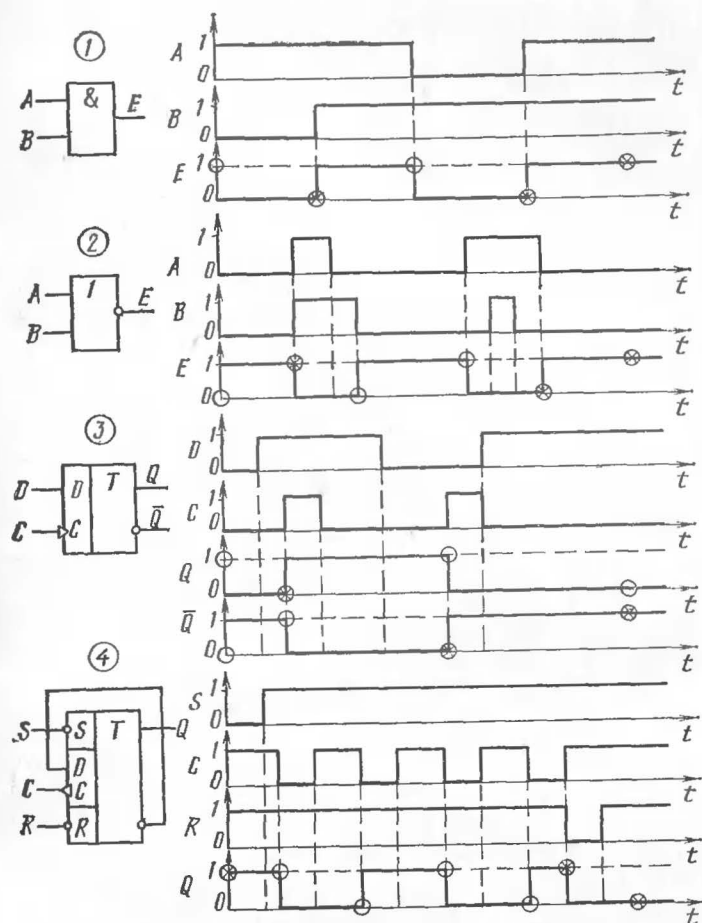 ①
A & E
B
A 1 0 t
B 1 0 t
E 1 0 t
②
A 1 E
B
A 1 0 t
B 1 0 t
E 1 0 t
③
D D T Q
C C Q̅
D 1 0 t
C 1 0 t
Q 1 0 t
Q̅ 1 0 t
④
S S T Q
D
C C
R R
S 1 0 t
C 1 0 t
R 1 0 t
Q 1 0 t